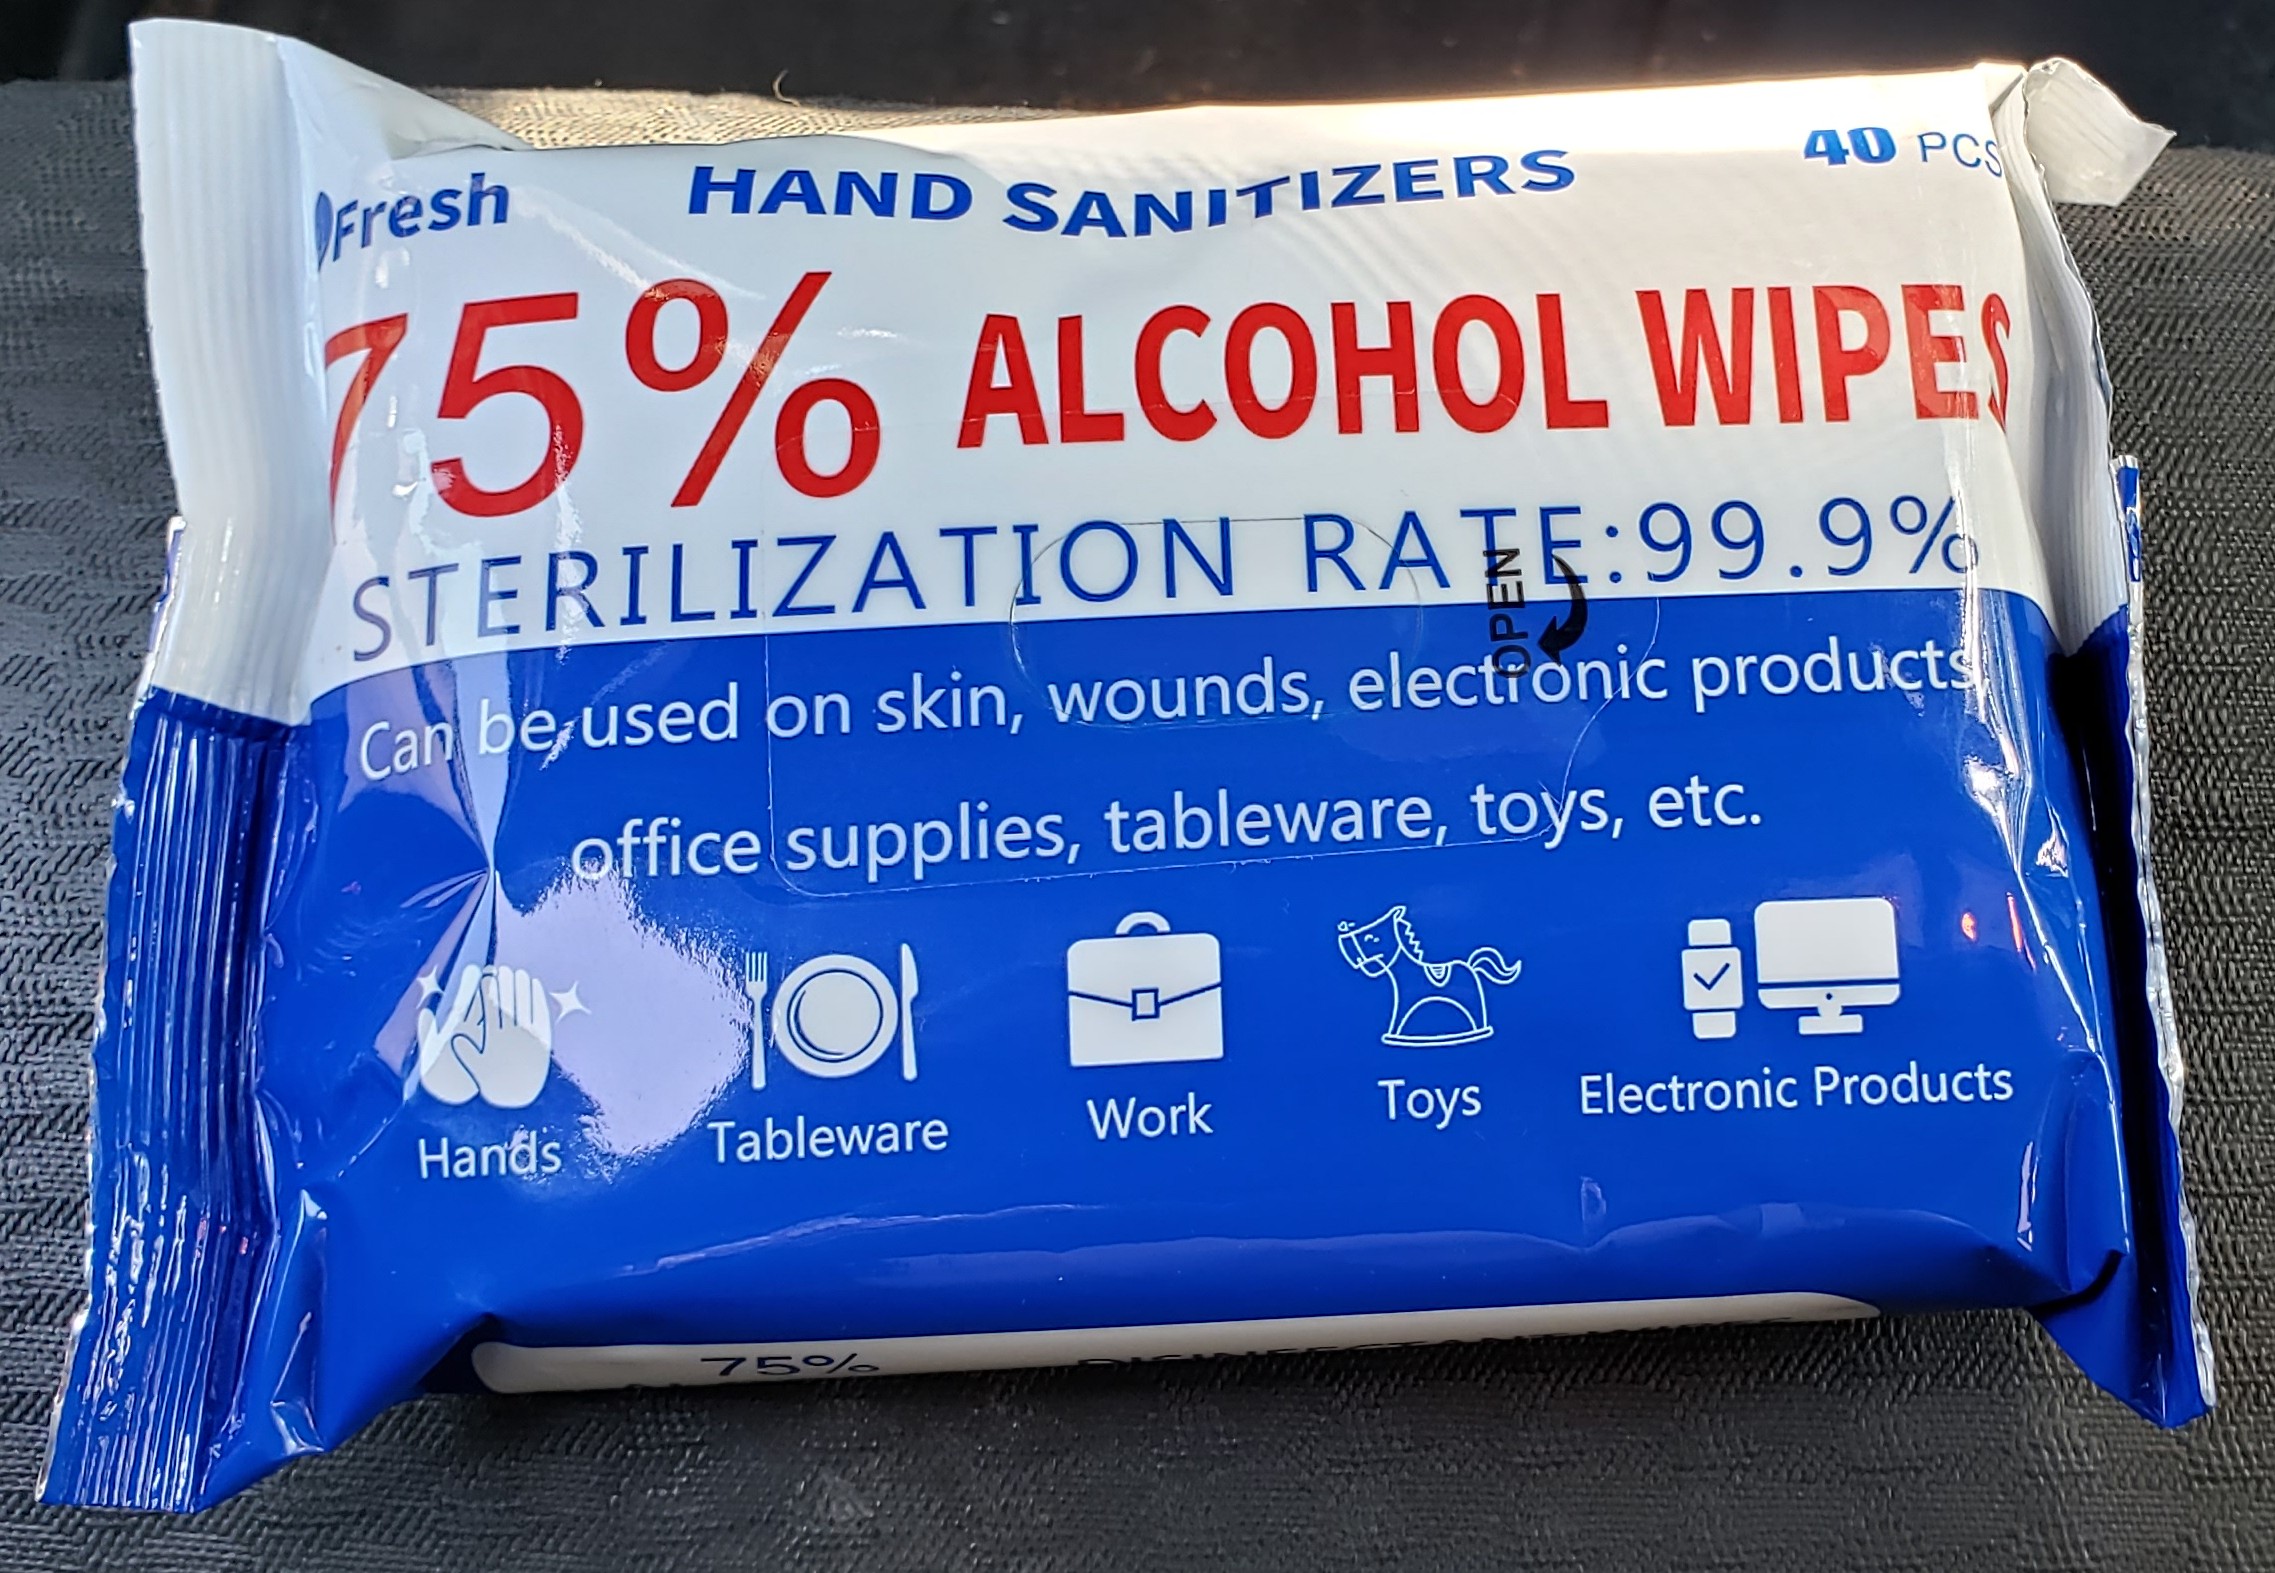 Fresh
HAND SANITIZERS
40 PCS
75% ALCOHOL WIPES
STERILIZATION RATE:99.9%
OPEN
Can be used on skin, wounds, electronic products,
office supplies, tableware, toys, etc.
Hands
Tableware
Work
Toys
Electronic Products
75%